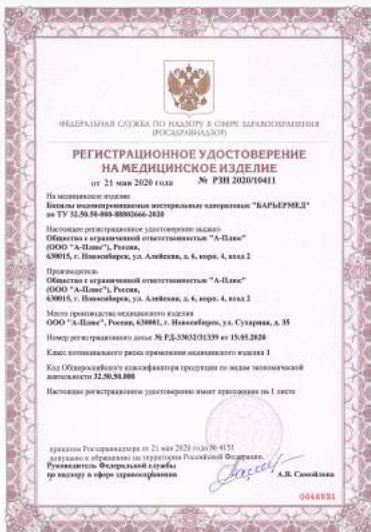 ФЕДЕРАЛЬНАЯ СЛУЖБА ПО НАДЗОРУ В СФЕРЕ ЗДРАВООХРАНЕНИЯ
(РОСЗДРАВНАДЗОР)
РЕГИСТРАЦИОННОЕ УДОСТОВЕРЕНИЕ
НА МЕДИЦИНСКОЕ ИЗДЕЛИЕ
от 21 мая 2020 года № РЗН 2020/10411
На медицинское изделие
Бахилы водонепроницаемые нестерильные одноразовые "БАРЬЕРМЕД"
по ТУ 32.50.50-000-88802666-2020
Настоящее регистрационное удостоверение выдано
Общество с ограниченной ответственностью "А-Плюс"
(ООО "А-Плюс"), Россия,
630015, г. Новосибирск, ул. Алейская, д. 6, корп. 4, вход 2
Производитель
Общество с ограниченной ответственностью "А-Плюс"
(ООО "А-Плюс"), Россия,
630015, г. Новосибирск, ул. Алейская, д. 6, корп. 4, вход 2
Место производства медицинского изделия
ООО "А-Плюс", Россия, 630001, г. Новосибирск, ул. Сухарная, д. 35
Номер регистрационного досье № РД-33032/31339 от 19.05.2020
Класс потенциального риска применения медицинского изделия 1
Код Общероссийского классификатора продукции по видам экономической
деятельности 32.50.50.000
Настоящее регистрационное удостоверение имеет приложение на 1 листе
приказом Росздравнадзора от 21 мая 2020 года № 4151
допущено к обращению на территории Российской Федерации.
Руководитель Федеральной службы
по надзору в сфере здравоохранения А.В. Самойлова
0046931